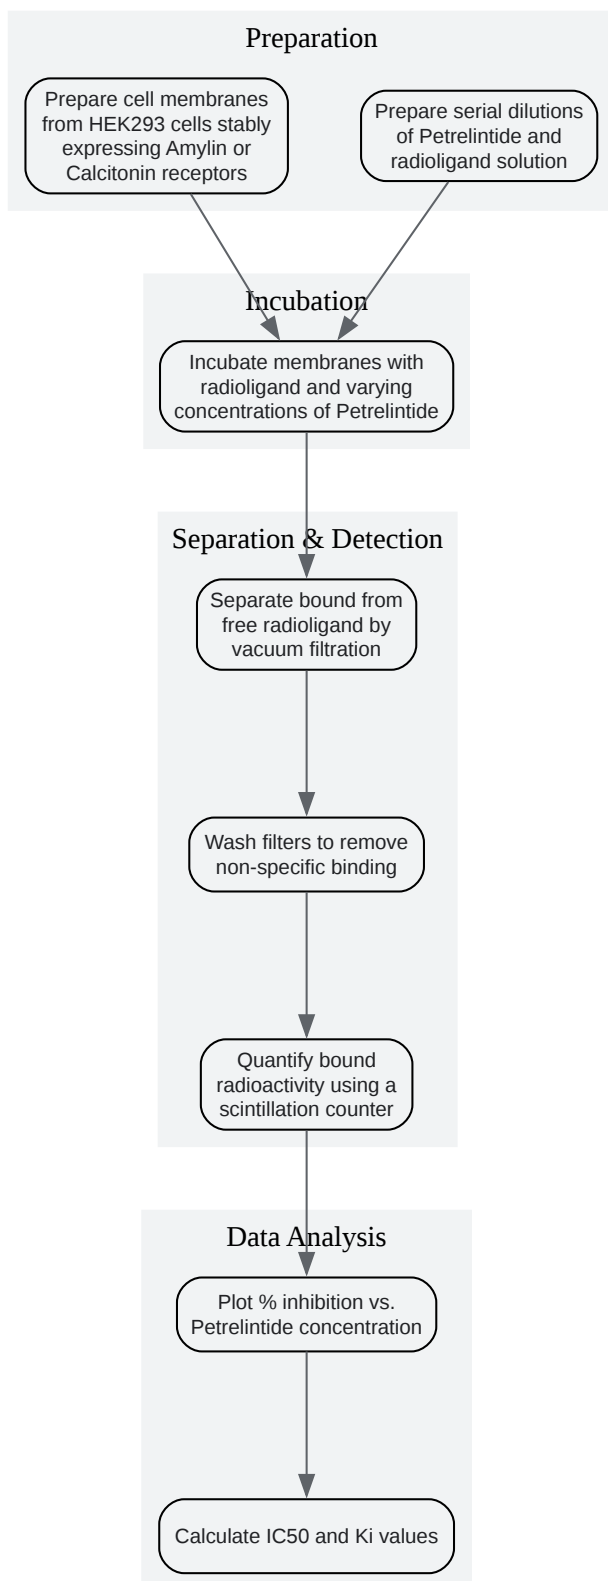 Preparation
Prepare cell membranes
from HEK293 cells stably
expressing Amylin or
Calcitonin receptors
Prepare serial dilutions
of Petrelintide and
radioligand solution
Incubation
Incubate membranes with
radioligand and varying
concentrations of Petrelintide
Separation & Detection
Separate bound from
free radioligand by
vacuum filtration
Wash filters to remove
non-specific binding
Quantify bound
radioactivity using a
scintillation counter
Data Analysis
Plot % inhibition vs.
Petrelintide concentration
Calculate IC50 and Ki values